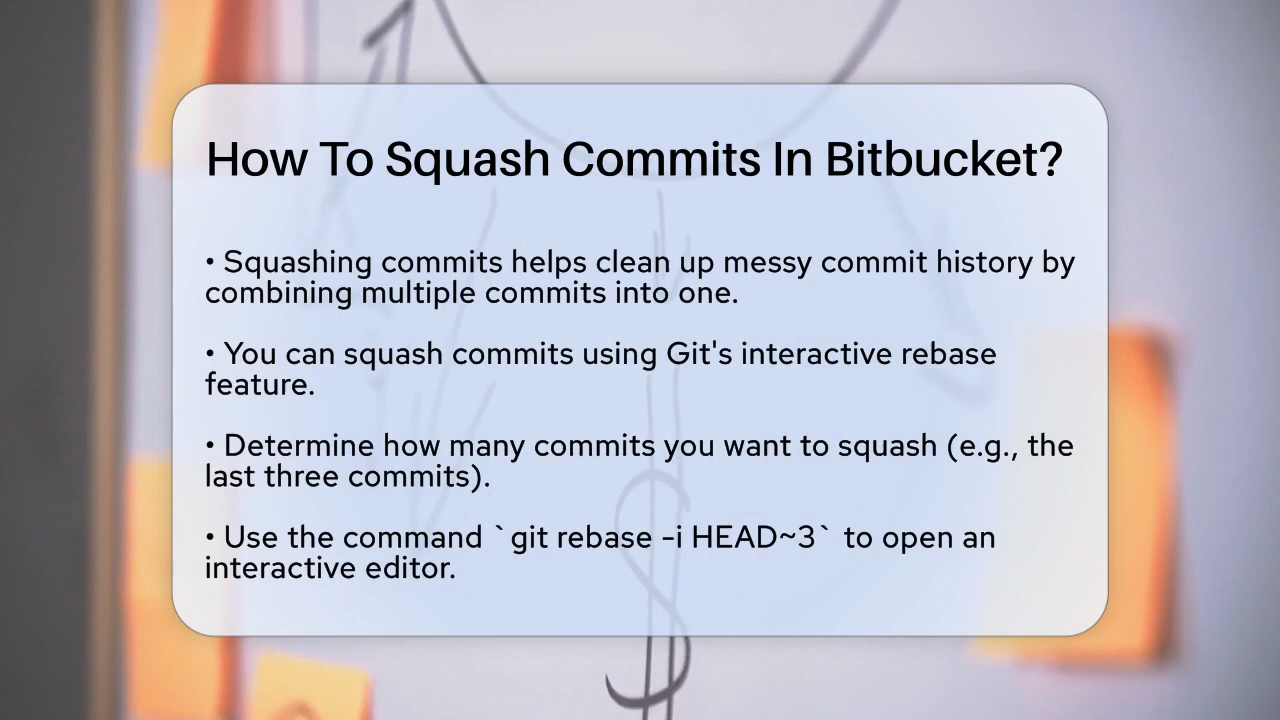 How To Squash Commits In Bitbucket?
• Squashing commits helps clean up messy commit history by
combining multiple commits into one.
• You can squash commits using Git's interactive rebase
feature.
• Determine how many commits you want to squash (e.g., the
last three commits).
• Use the command `git rebase -i HEAD~3` to open an
interactive editor.